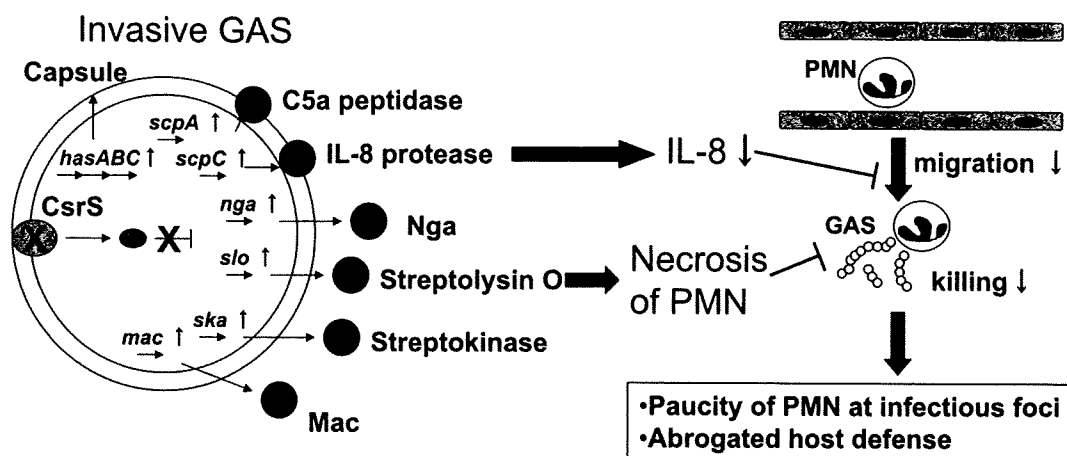 Invasive GAS
Capsule
C5a peptidase
scpA ↑
hasABC ↑
scpC ↑
IL-8 protease
IL-8 ↓
PMN
migration ↓
CsrS
X
X
nga ↑
Nga
GAS
slo ↑
Streptolysin O
Necrosis
of PMN
killing ↓
ska ↑
mac ↑
Streptokinase
Mac
•Paucity of PMN at infectious foci
•Abrogated host defense